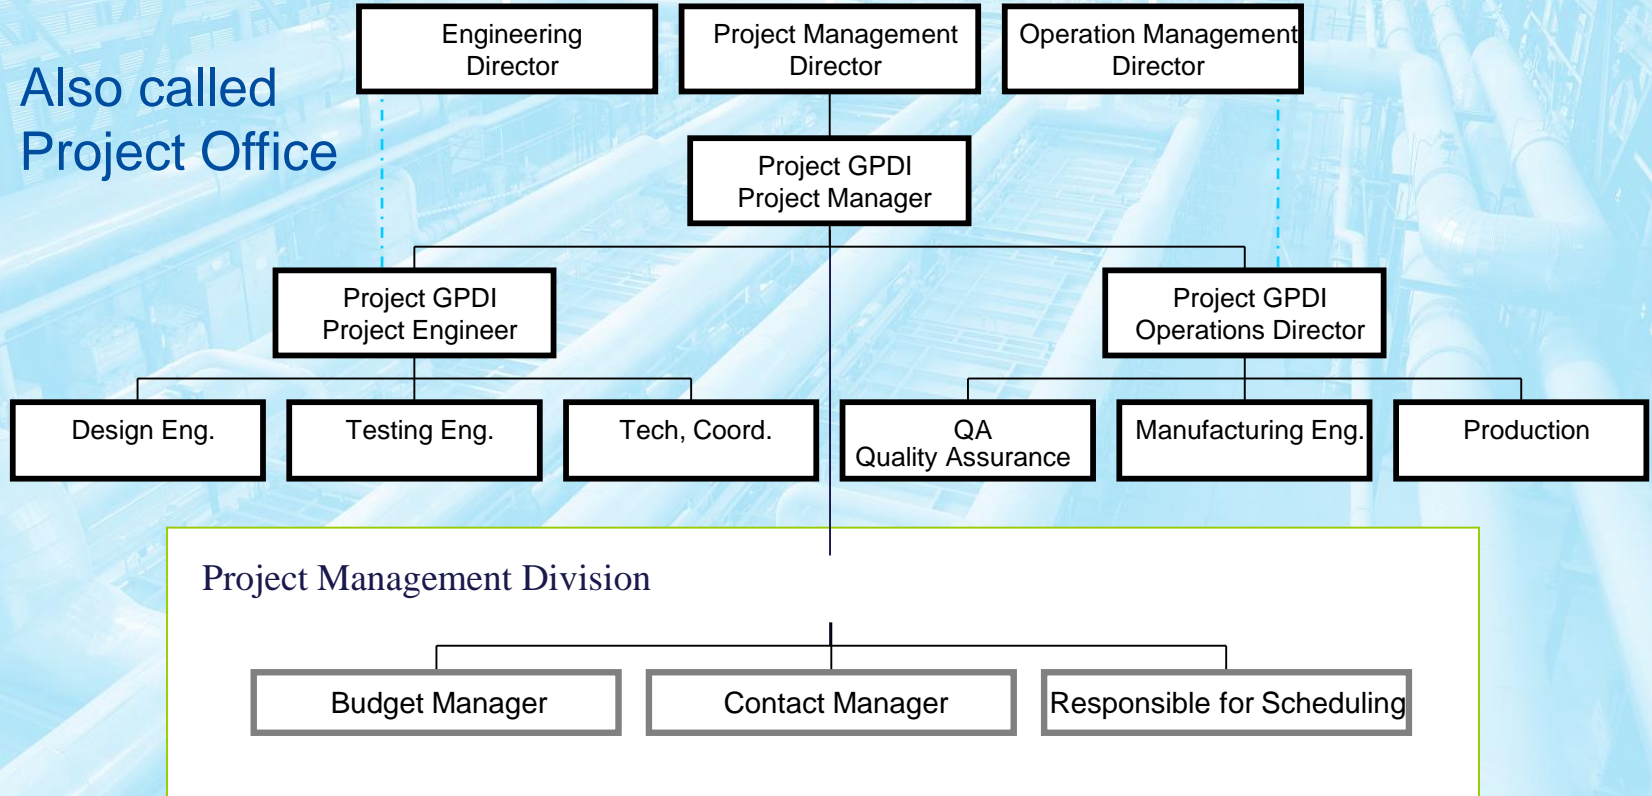 Engineering
Director
Project Management
Director
Operation Management
Director
Also called
Project Office
Project GPDI
Project Manager
Project GPDI
Project Engineer
Project GPDI
Operations Director
Design Eng.
Testing Eng.
Tech, Coord.
QA
Quality Assurance
Manufacturing Eng.
Production
Project Management Division
Budget Manager
Contact Manager
Responsible for Scheduling